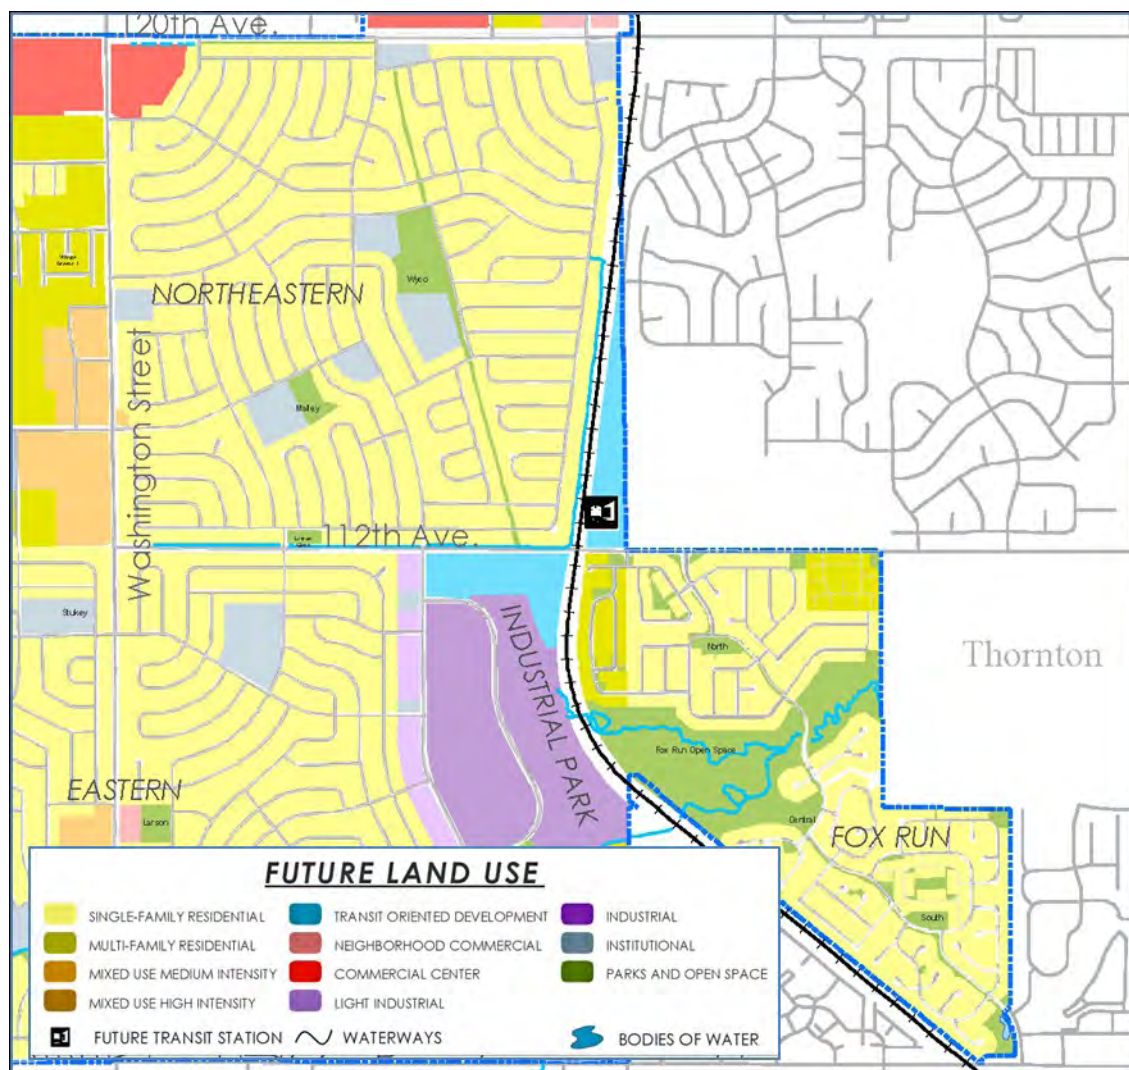 120th Ave.
Village
Wyco
NORTHEASTERN
Washington Street
Malley
112th Ave.
Stukey
INDUSTRIAL PARK
North
Thornton
Fox Run Open Space
EASTERN
Larson
Central
FOX RUN
South
FUTURE LAND USE
SINGLE-FAMILY RESIDENTIAL
TRANSIT ORIENTED DEVELOPMENT
INDUSTRIAL
MULTI-FAMILY RESIDENTIAL
NEIGHBORHOOD COMMERCIAL
INSTITUTIONAL
MIXED USE MEDIUM INTENSITY
COMMERCIAL CENTER
PARKS AND OPEN SPACE
MIXED USE HIGH INTENSITY
LIGHT INDUSTRIAL
FUTURE TRANSIT STATION
WATERWAYS
BODIES OF WATER